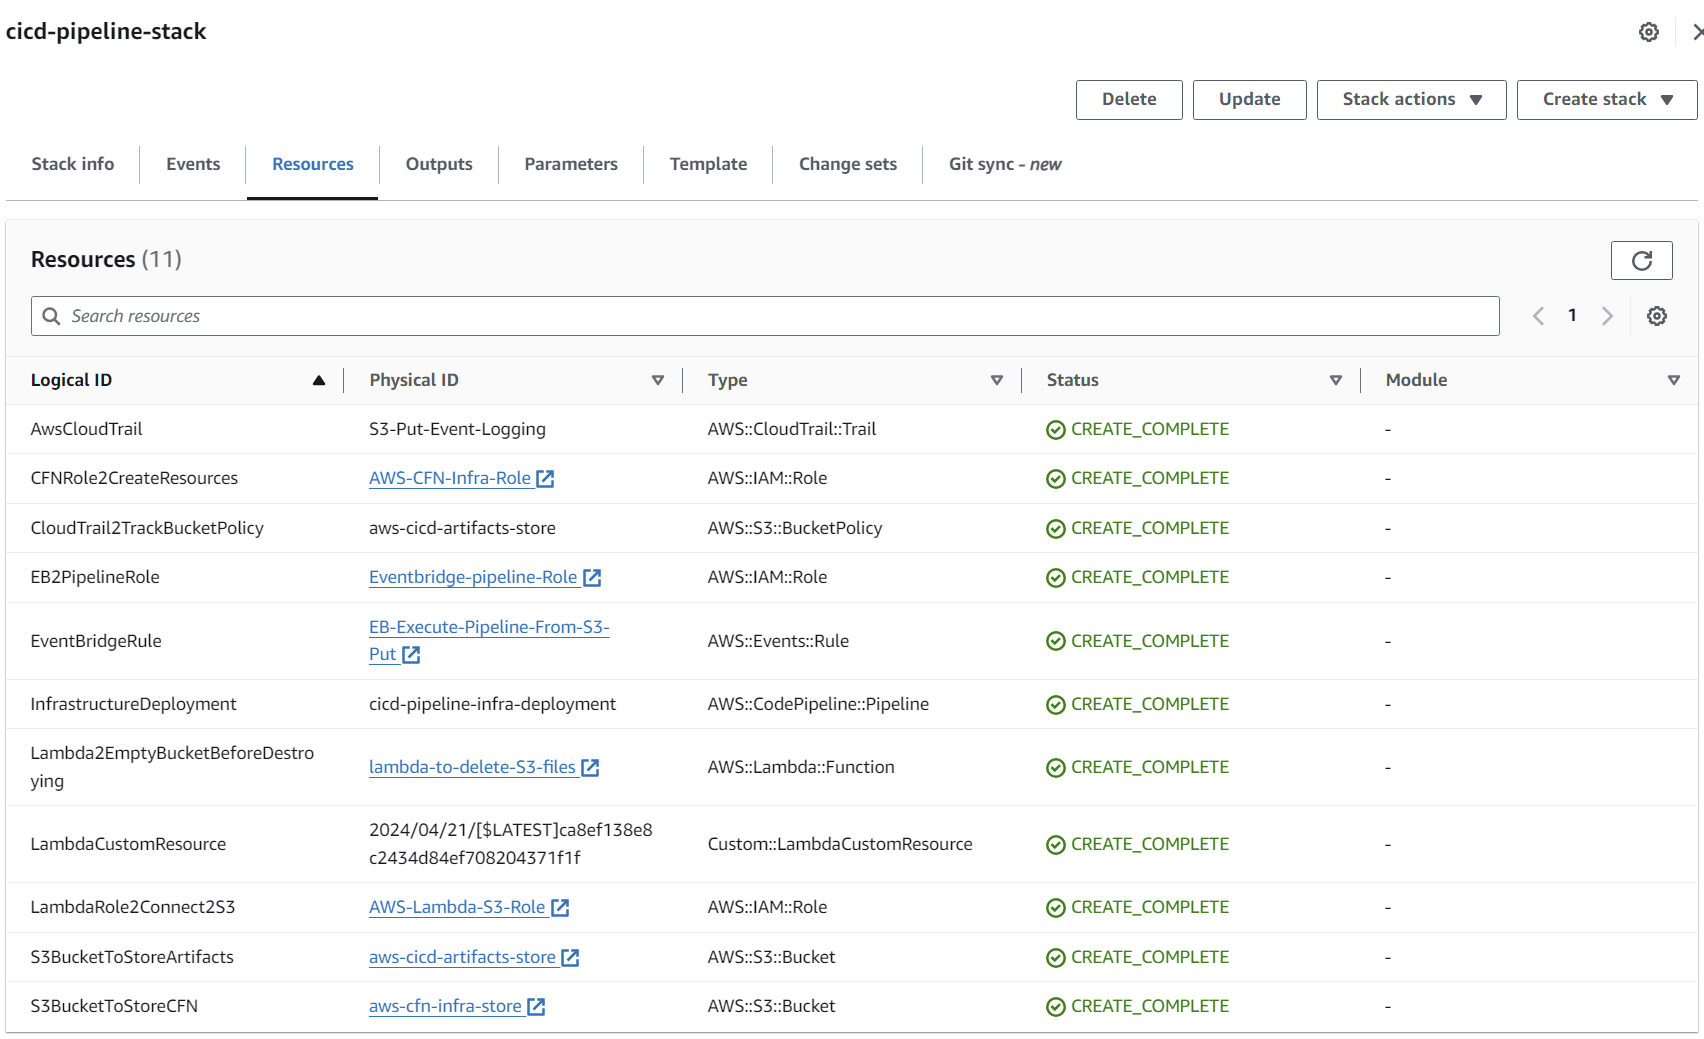 cicd-pipeline-stack
Delete Update Stack actions Create stack
Stack info Events Resources Outputs Parameters Template Change sets Git sync - new
Resources (11)
Search resources 1
Logical ID Physical ID Type Status Module
AwsCloudTrail S3-Put-Event-Logging AWS::CloudTrail::Trail CREATE_COMPLETE -
CFNRole2CreateResources AWS-CFN-Infra-Role AWS::IAM::Role CREATE_COMPLETE -
CloudTrail2TrackBucketPolicy aws-cicd-artifacts-store AWS::S3::BucketPolicy CREATE_COMPLETE -
EB2PipelineRole Eventbridge-pipeline-Role AWS::IAM::Role CREATE_COMPLETE -
EventBridgeRule EB-Execute-Pipeline-From-S3-
Put AWS::Events::Rule CREATE_COMPLETE -
InfrastructureDeployment cicd-pipeline-infra-deployment AWS::CodePipeline::Pipeline CREATE_COMPLETE -
Lambda2EmptyBucketBeforeDestro
ying lambda-to-delete-S3-files AWS::Lambda::Function CREATE_COMPLETE -
LambdaCustomResource 2024/04/21/[$LATEST]ca8ef138e8
c2434d84ef708204371f1f Custom::LambdaCustomResource CREATE_COMPLETE -
LambdaRole2Connect2S3 AWS-Lambda-S3-Role AWS::IAM::Role CREATE_COMPLETE -
S3BucketToStoreArtifacts aws-cicd-artifacts-store AWS::S3::Bucket CREATE_COMPLETE -
S3BucketToStoreCFN aws-cfn-infra-store AWS::S3::Bucket CREATE_COMPLETE -